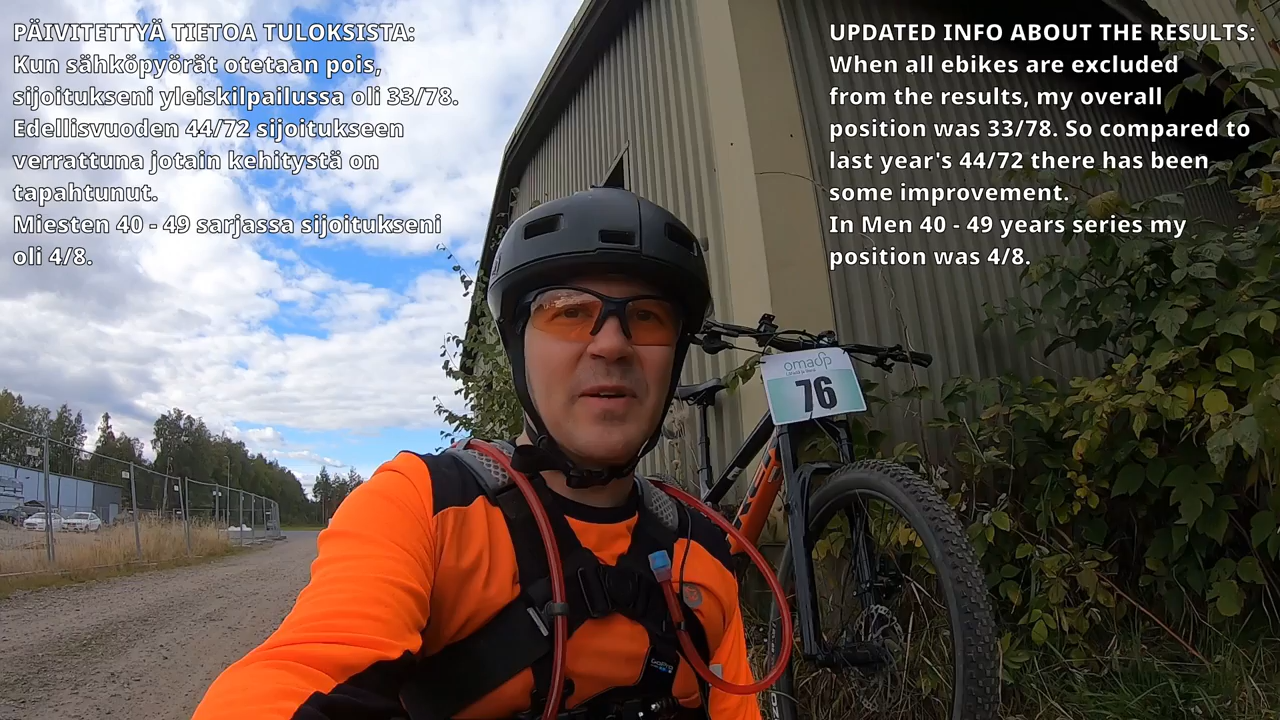 PÄIVITETTYÄ TIETOA TULOKSISTA:
Kun sähköpyörät otetaan pois,
sijoitukseni yleiskilpailussa oli 33/78.
Edellisvuoden 44/72 sijoitukseen
verrattuna jotain kehitystä on
tapahtunut.
Miesten 40 - 49 sarjassa sijoitukseni
oli 4/8.
UPDATED INFO ABOUT THE RESULTS:
When all ebikes are excluded
from the results, my overall
position was 33/78. So compared to
last year's 44/72 there has been
some improvement.
In Men 40 - 49 years series my
position was 4/8.
omasp
76
GoPro